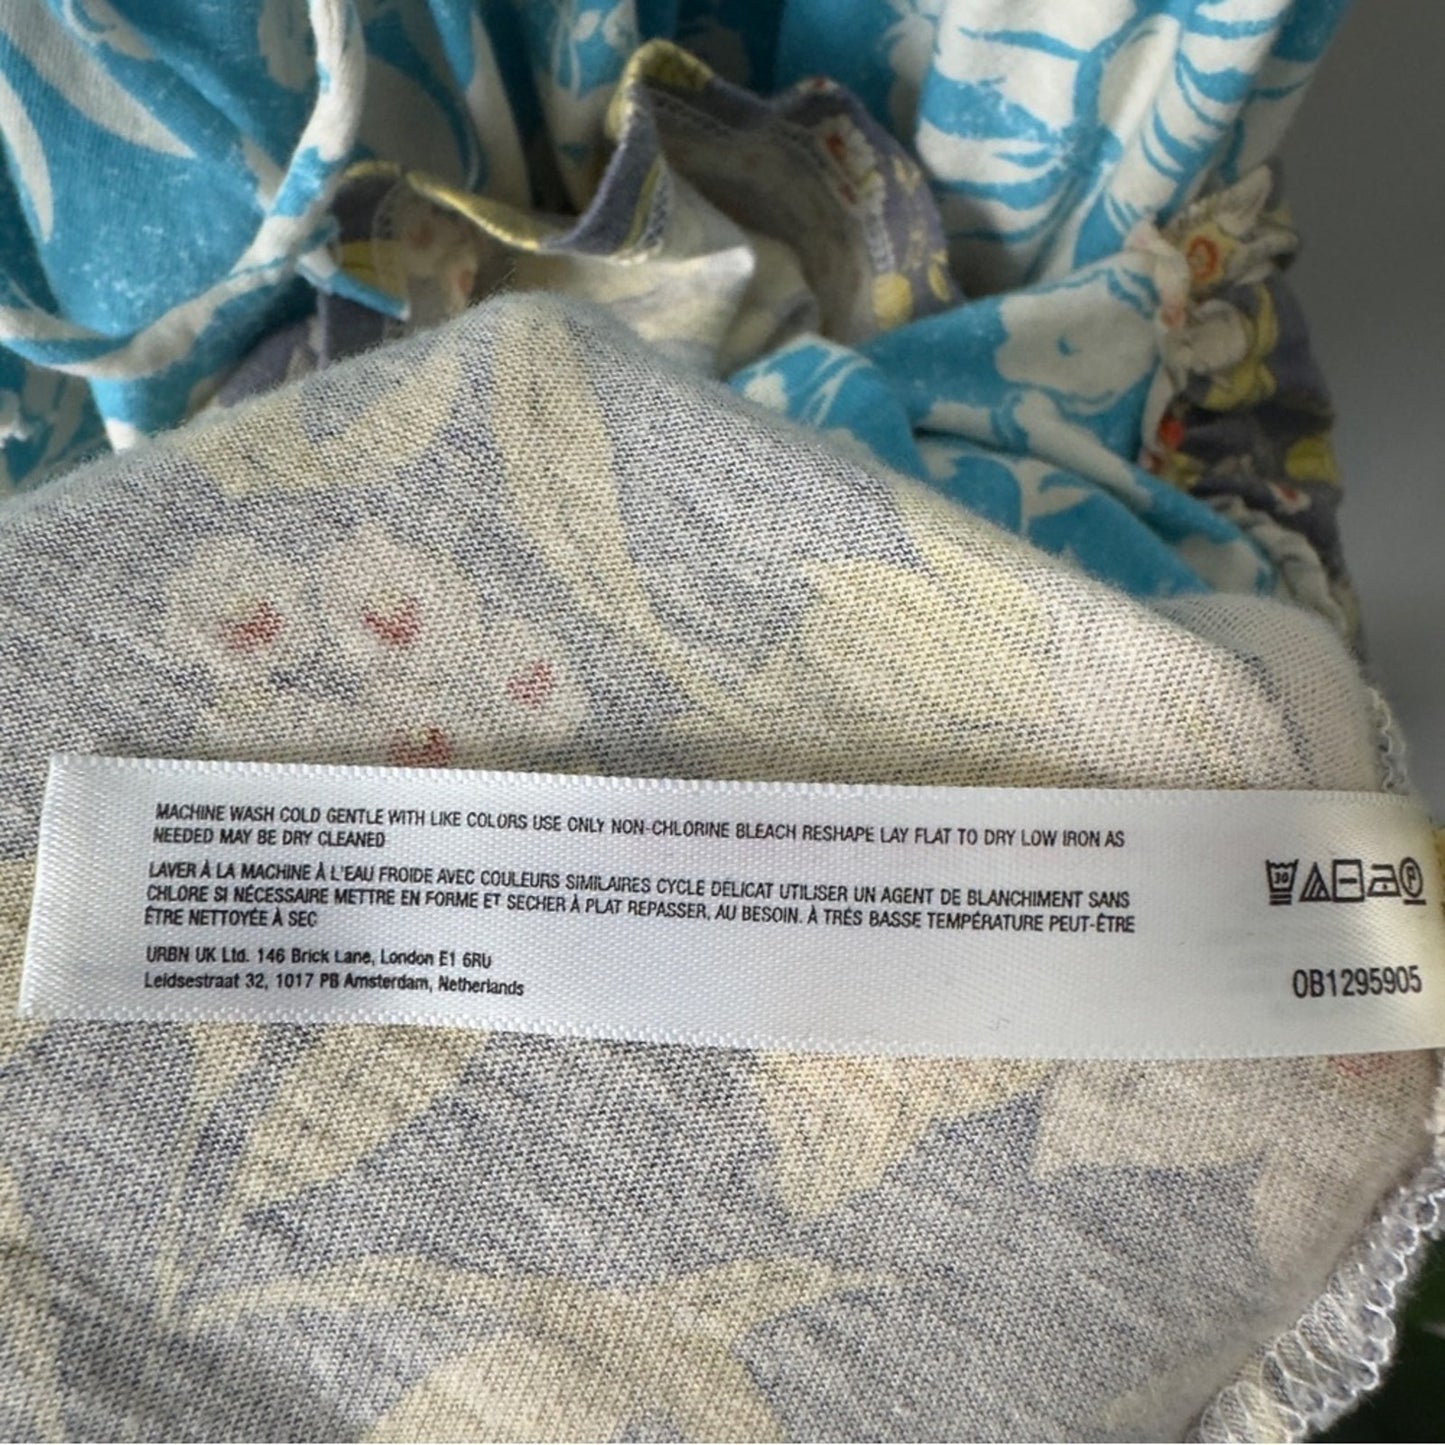 MACHINE WASH COLD GENTLE WITH LIKE COLORS USE ONLY NON-CHLORINE BLEACH RESHAPE LAY FLAT TO DRY LOW IRON AS
NEEDED MAY BE DRY CLEANED
LAVER À LA MACHINE À L'EAU FROIDE AVEC COULEURS SIMILAIRES CYCLE DÉLICAT UTILISER UN AGENT DE BLANCHIMENT SANS
CHLORE SI NÉCESSAIRE METTRE EN FORME ET SECHER À PLAT REPASSER, AU BESOIN. À TRÉS BASSE TEMPÉRATURE PEUT-ÊTRE
ÊTRE NETTOYÉE À SEC
URBN UK Ltd. 146 Brick Lane, London E1 6RU
Leidsestraat 32, 1017 PB Amsterdam, Netherlands
30 P
OB1295905